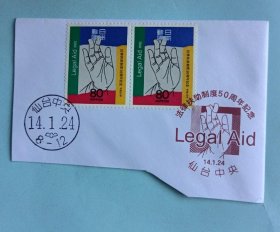 Legal Aid
80
NIPPON
日本郵便
Legal Aid
80
NIPPON
日本郵便
仙台中央
14.1.24
8-12
法律扶助制度50周年記念
Legal Aid
14.1.24
仙台中央